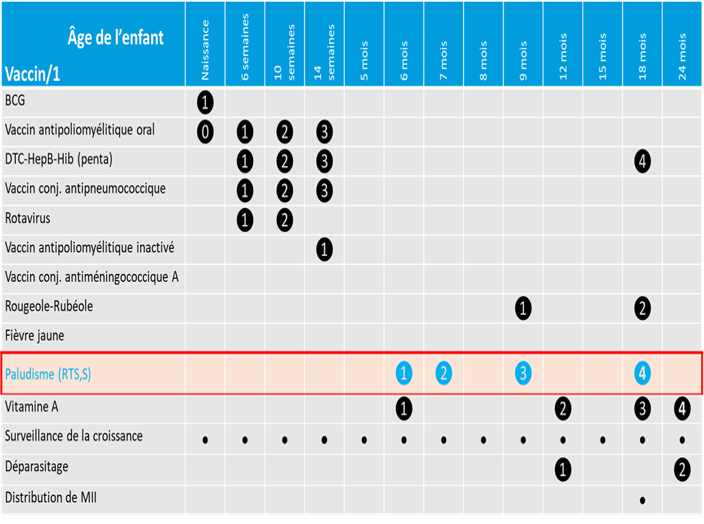 Âge de l'enfant
Vaccin/1
Naissance
6 semaines
10 semaines
14 semaines
5 mois
6 mois
7 mois
8 mois
9 mois
12 mois
15 mois
18 mois
24 mois
BCG 1
Vaccin antipoliomyélitique oral 0 1 2 3
DTC-HepB-Hib (penta) 1 2 3 4
Vaccin conj. antipneumococcique 1 2 3
Rotavirus 1 2
Vaccin antipoliomyélitique inactivé 1
Vaccin conj. antiméningococcique A
Rougeole-Rubéole 1 2
Fièvre jaune
Paludisme (RTS,S) 1 2 3 4
Vitamine A 1 2 3 4
Surveillance de la croissance • • • • • • • • • • • • •
Déparasitage 1 2
Distribution de MII •